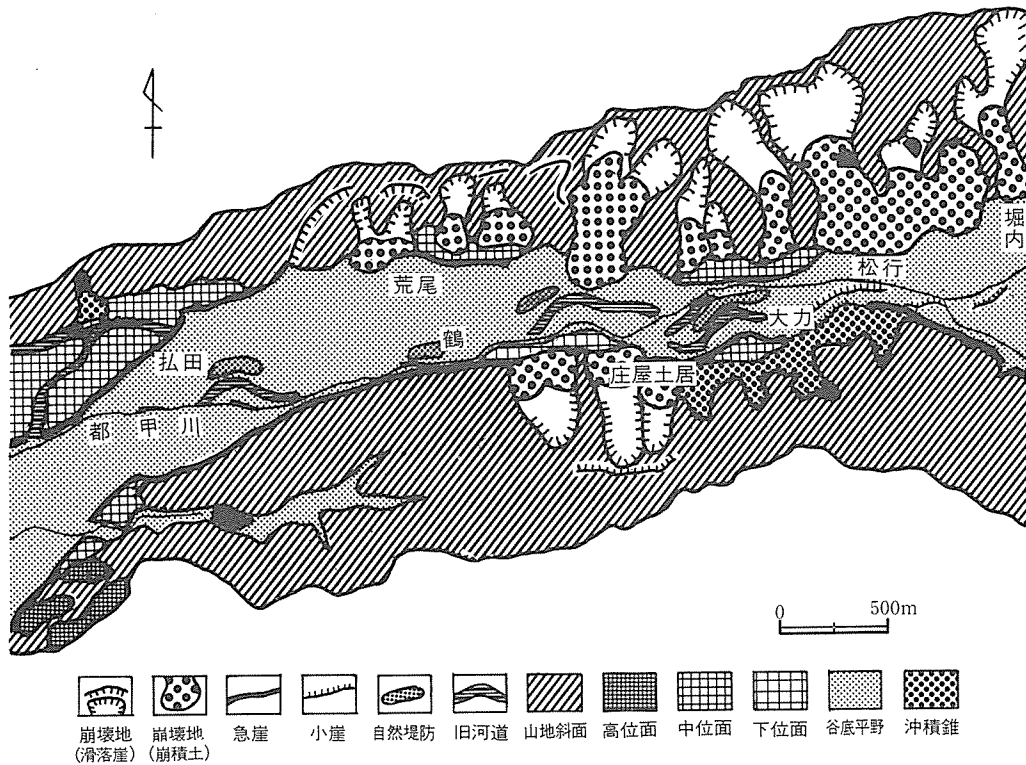 堀内
松行
荒尾
大力
鶴
払田
庄屋土居
都甲川
0 500m
崩壊地
(滑落崖)
崩壊地
(崩積土)
急崖
小崖
自然堤防
旧河道
山地斜面
高位面
中位面
下位面
谷底平野
沖積錐